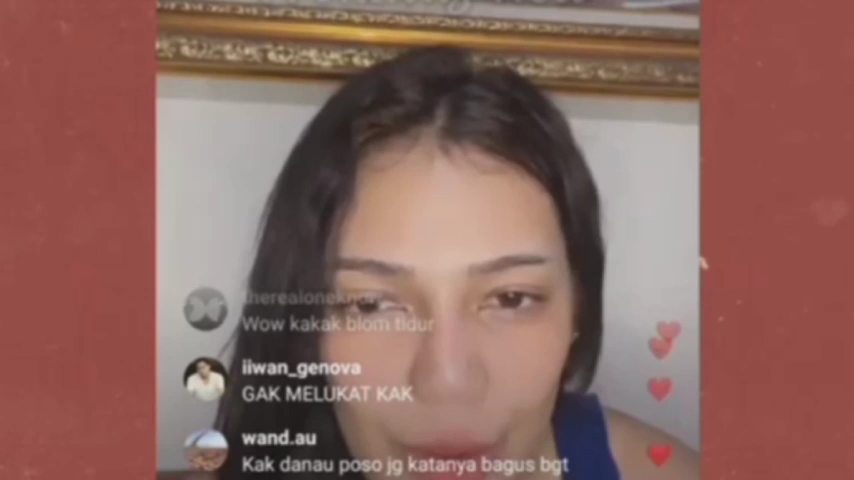 Wow kakak blom tidur
iiwan_genova
GAK MELUKAT KAK
wand.au
Kak danau poso jg katanya bagus bgt